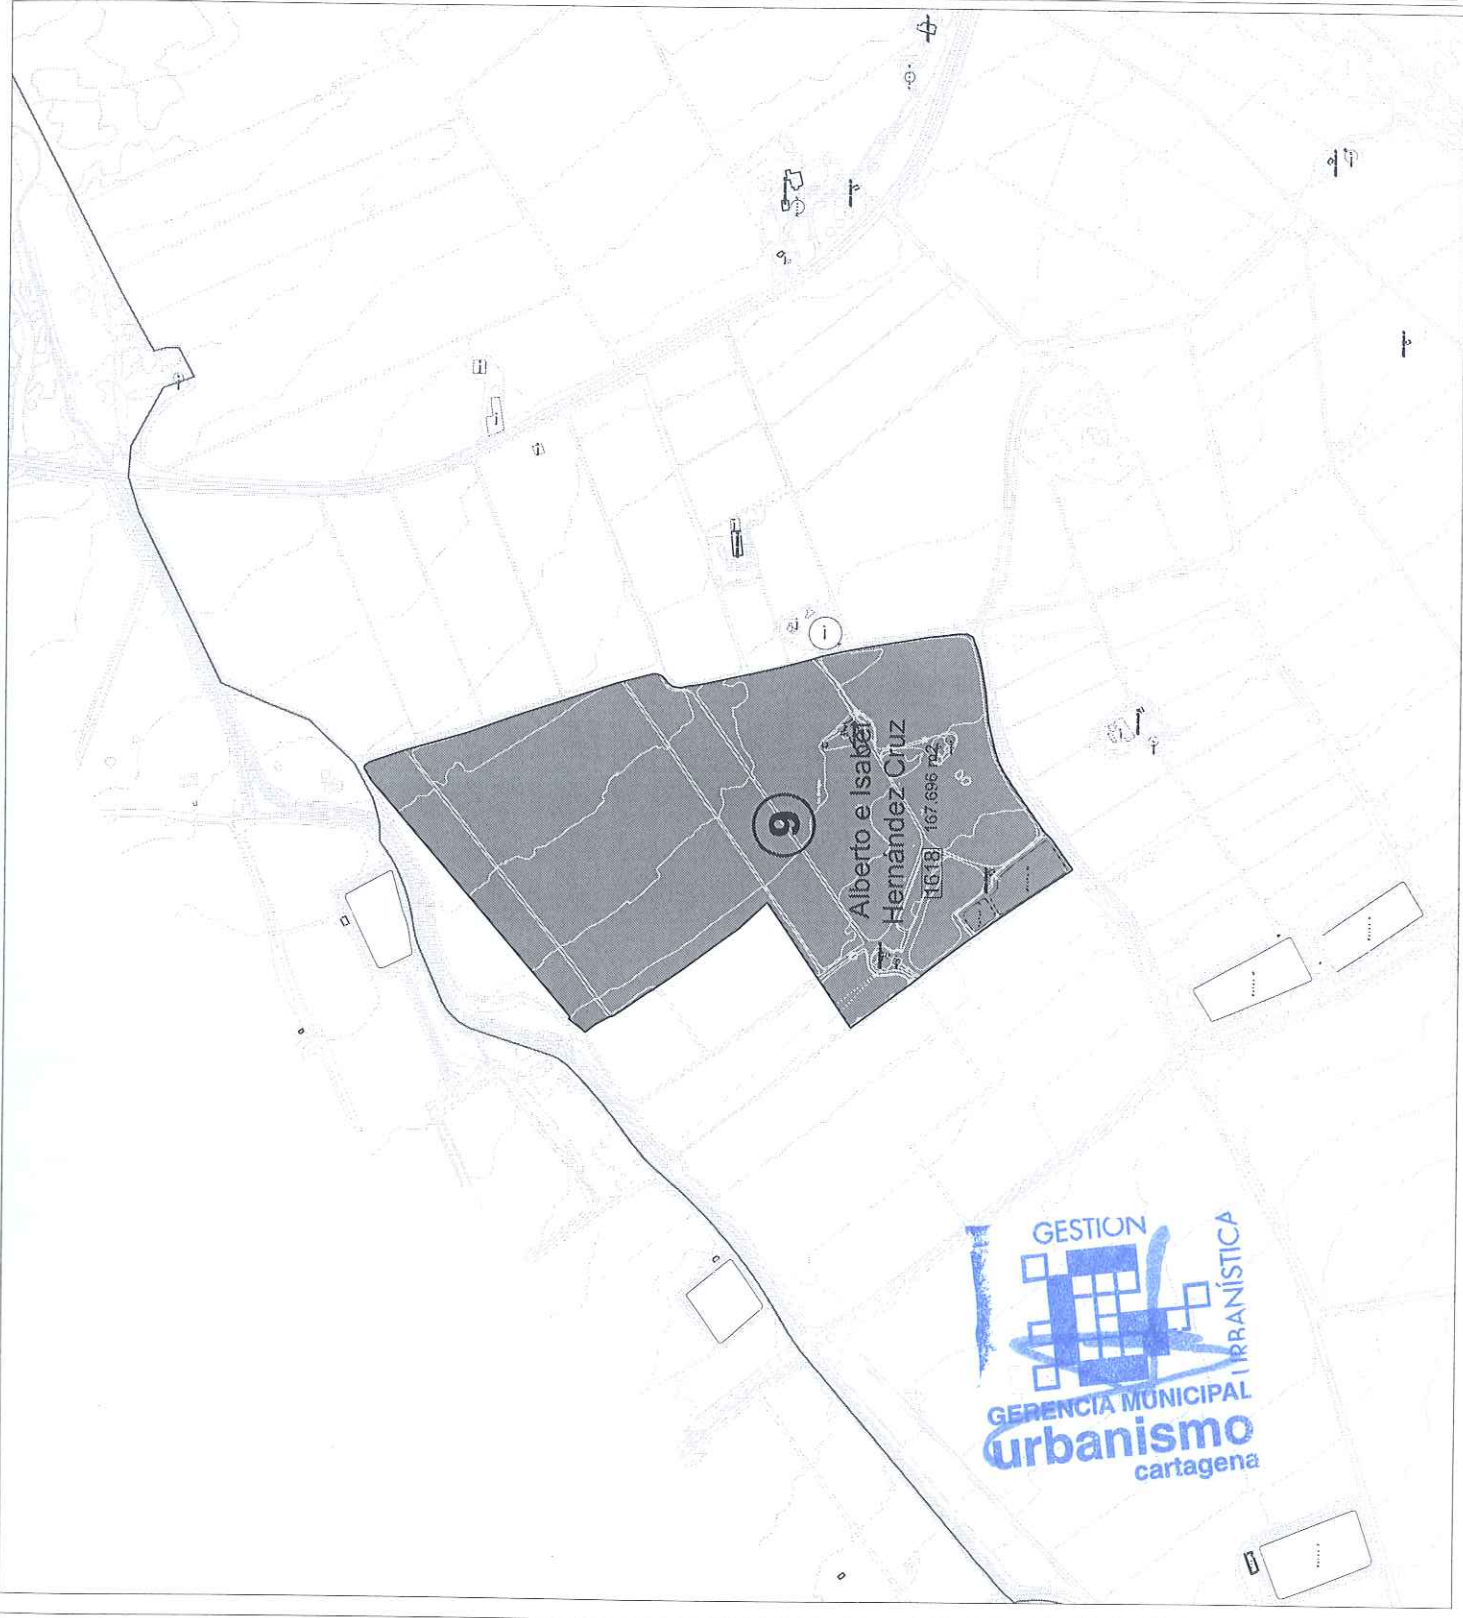 i
9
Alberto e Isabel
Hernández Cruz
1618 167.696 m2
GESTION
URBANÍSTICA
GERENCIA MUNICIPAL
urbanismo
cartagena